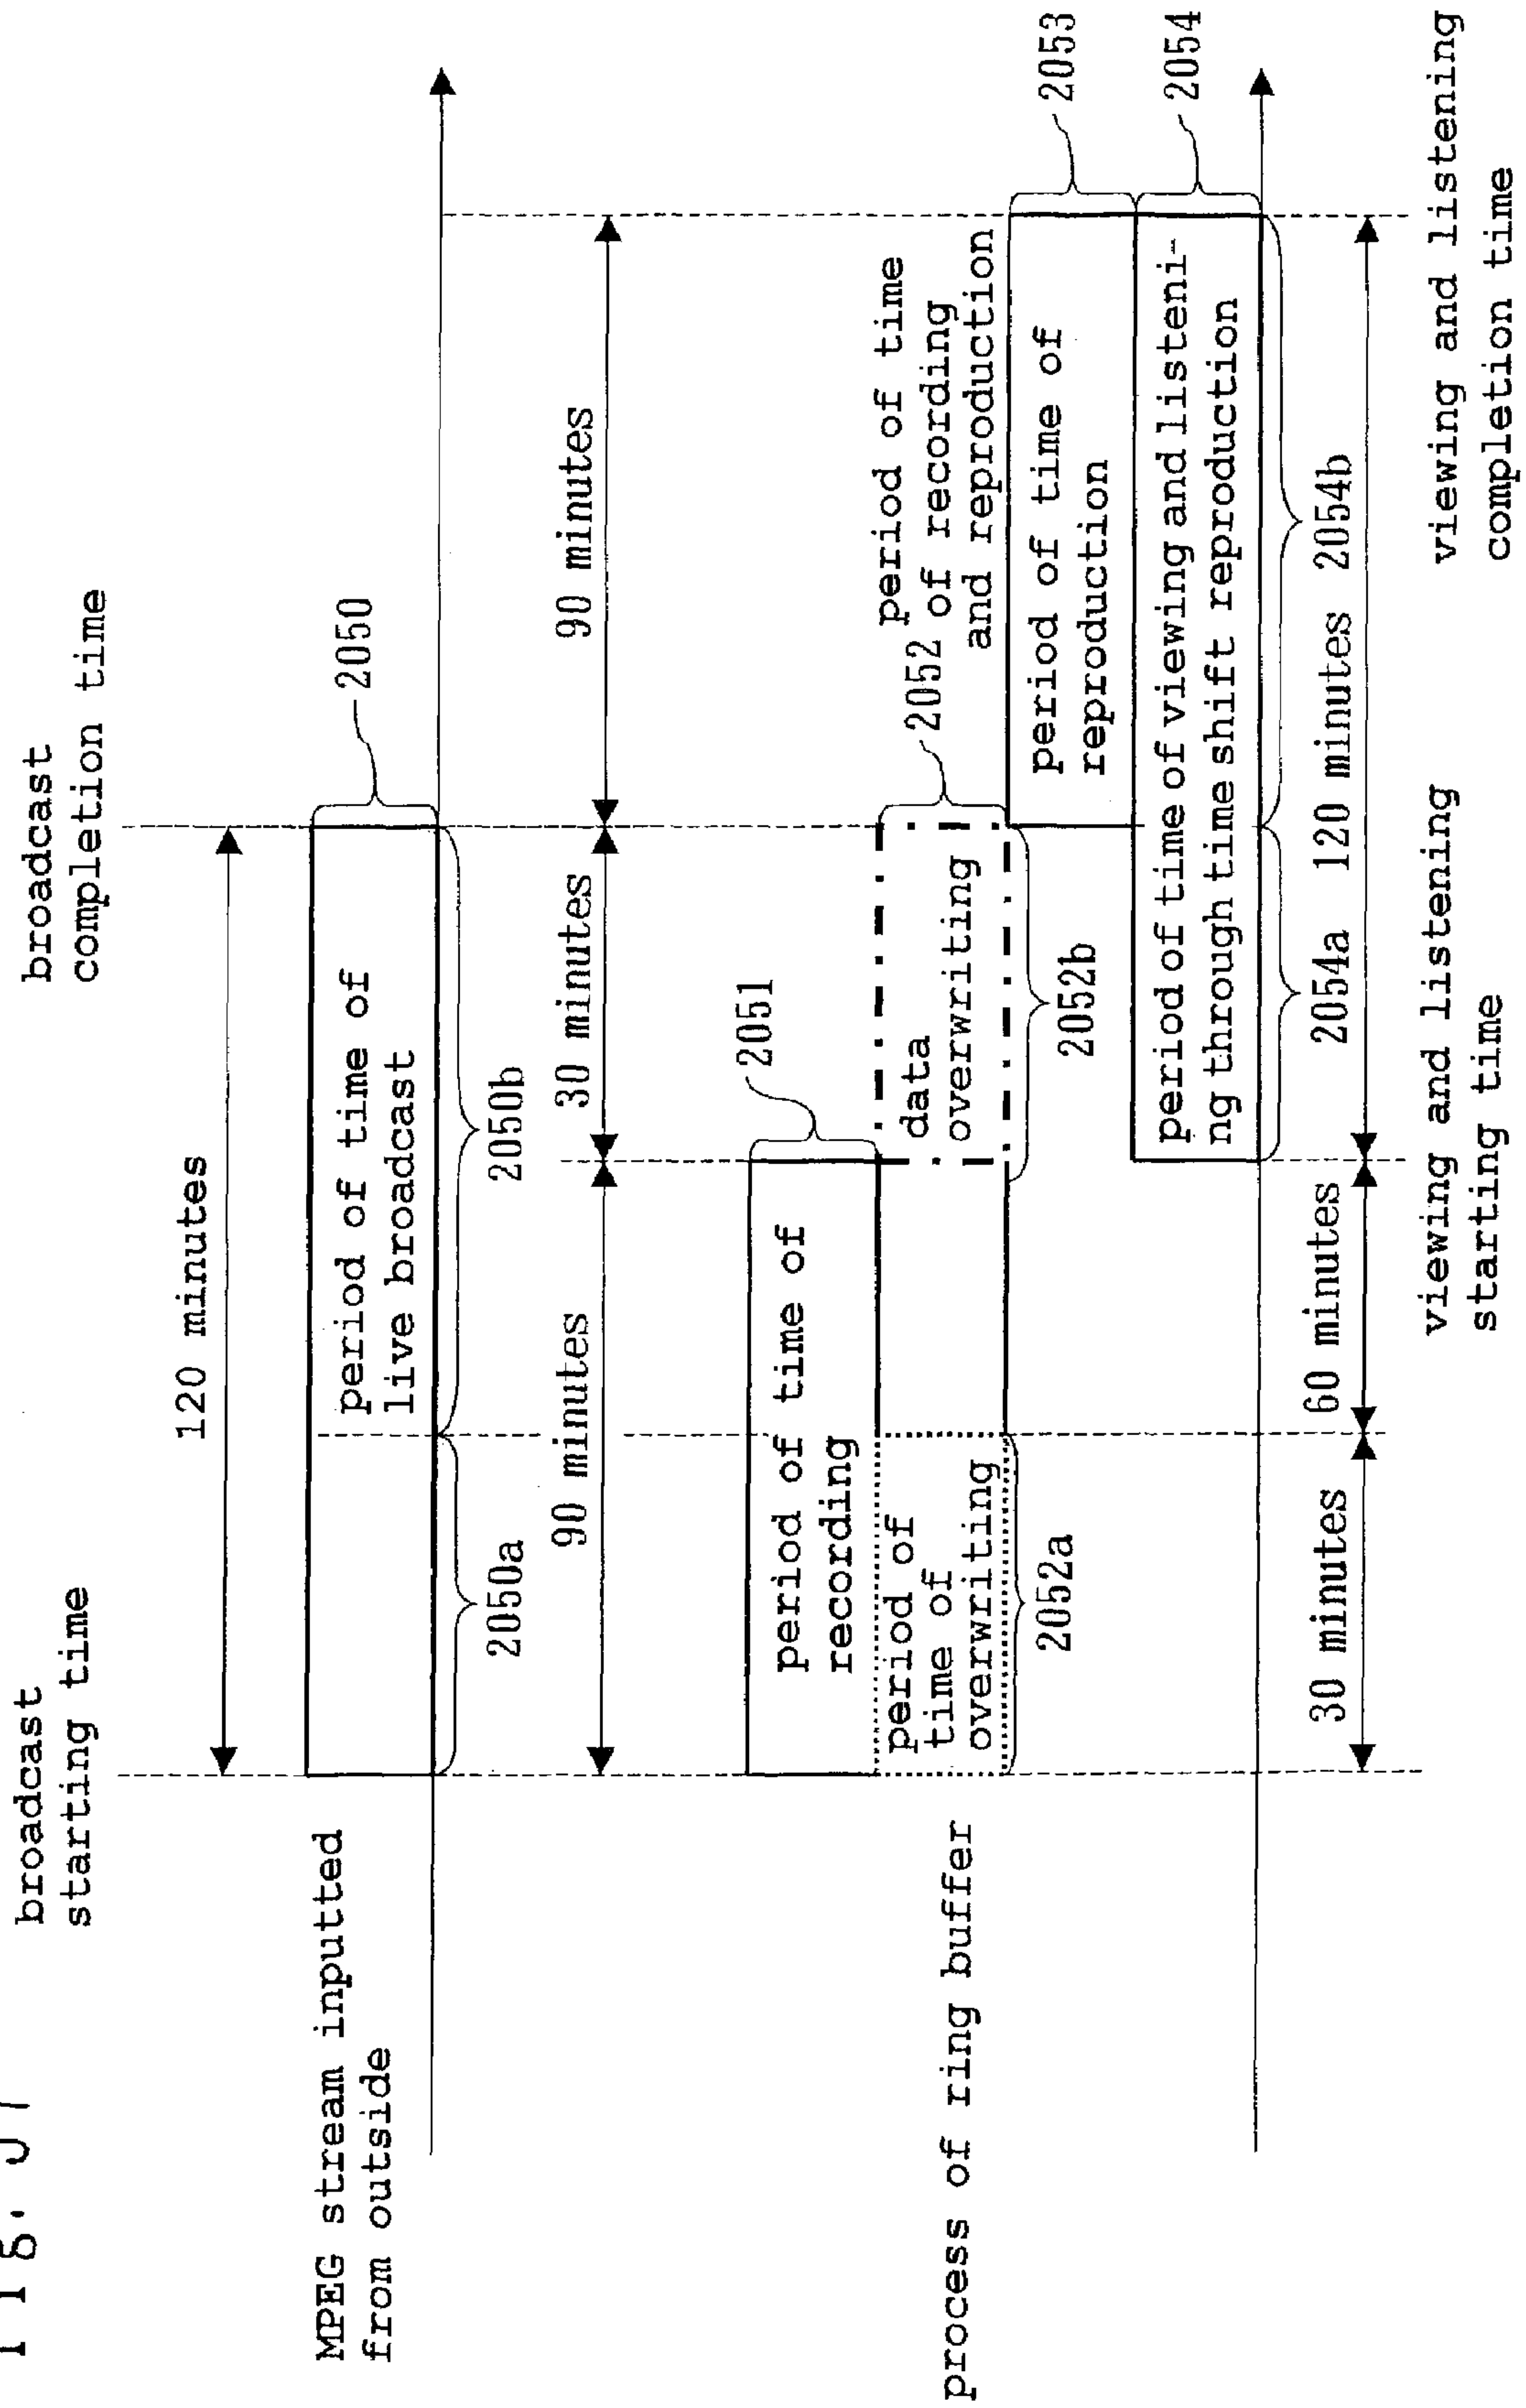 broadcast
starting time
broadcast
completion time
120 minutes
MPEG stream inputted
from outside
period of time of
live broadcast
2050
2050a
2050b
90 minutes
30 minutes
90 minutes
2051
period of time of
recording
2052
period of time
of recording
and reproduction
process of ring buffer
period of
time of
overwriting
data
overwriting
2052a
2052b
period of time of
reproduction
2053
period of time of viewing and listeni-
ng through time shift reproduction
2054
2054a
2054b
30 minutes
60 minutes
120 minutes
viewing and listening
starting time
viewing and listening
completion time